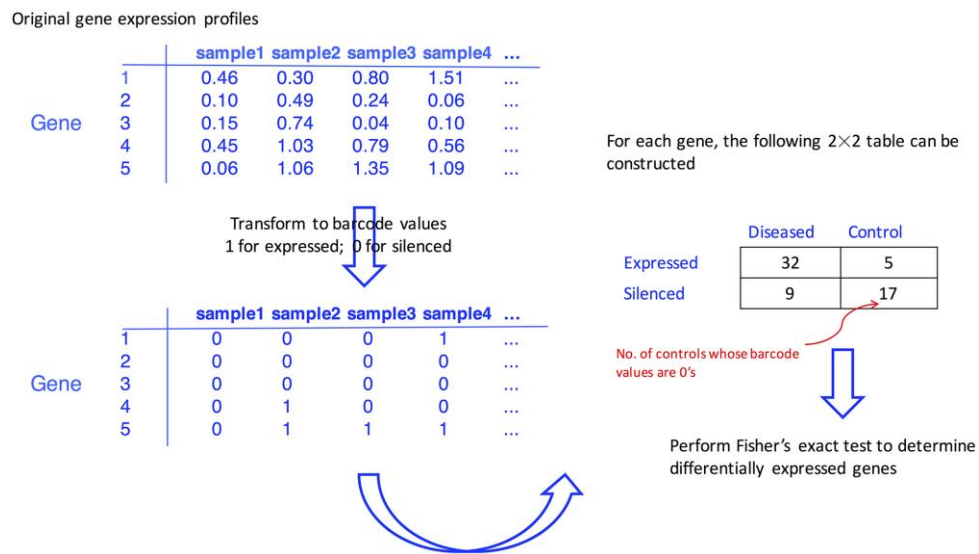 Original gene expression profiles
sample1 sample2 sample3 sample4 ...
1 0.46 0.30 0.80 1.51 ...
2 0.10 0.49 0.24 0.06 ...
Gene 3 0.15 0.74 0.04 0.10 ...
4 0.45 1.03 0.79 0.56 ...
5 0.06 1.06 1.35 1.09 ...
Transform to barcode values
1 for expressed; 0 for silenced
sample1 sample2 sample3 sample4 ...
1 0 0 0 1 ...
2 0 0 0 0 ...
Gene 3 0 0 0 0 ...
4 0 1 0 0 ...
5 0 1 1 1 ...
For each gene, the following 2×2 table can be
constructed
Diseased Control
Expressed 32 5
Silenced 9 17
No. of controls whose barcode
values are 0's
Perform Fisher's exact test to determine
differentially expressed genes